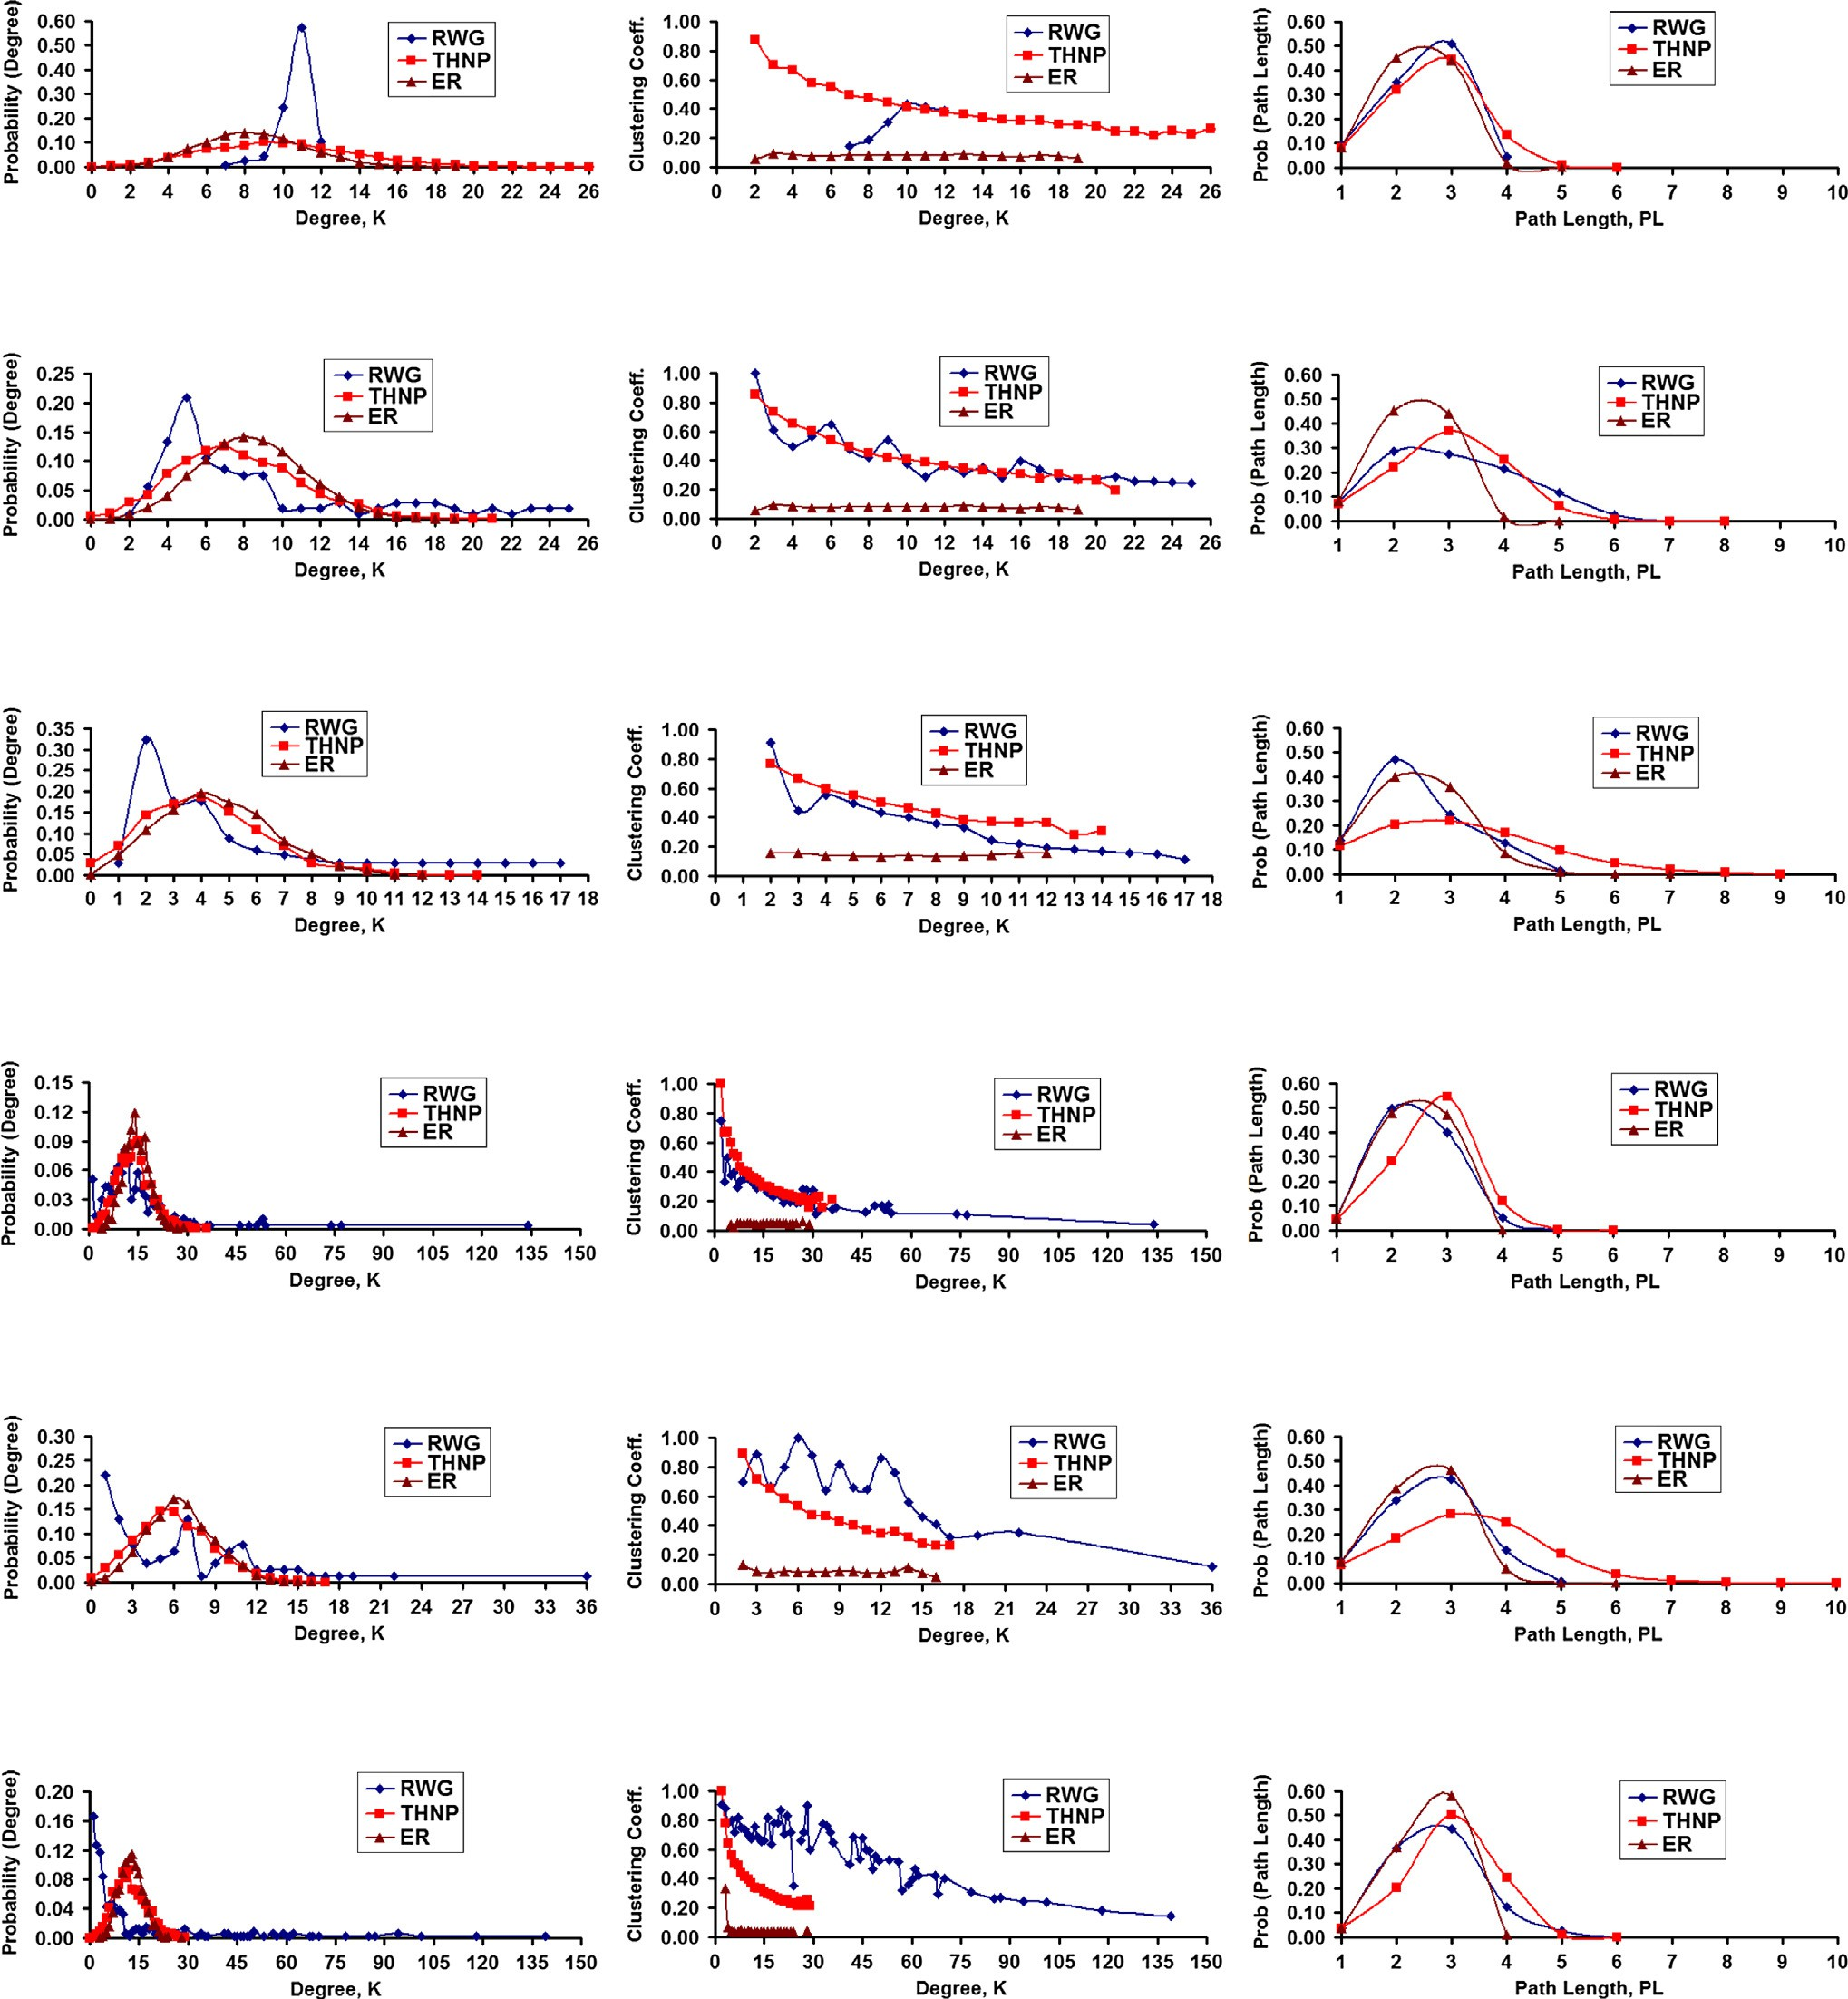 Probability (Degree)
0.60
0.50
0.40
0.30
0.20
0.10
0.00
RWG
THNP
ER
0 2 4 6 8 10 12 14 16 18 20 22 24 26
Degree, K
Clustering Coeff.
1.00
0.80
0.60
0.40
0.20
0.00
RWG
THNP
ER
0 2 4 6 8 10 12 14 16 18 20 22 24 26
Degree, K
Prob (Path Length)
0.60
0.50
0.40
0.30
0.20
0.10
0.00
RWG
THNP
ER
1 2 3 4 5 6 7 8 9 10
Path Length, PL
Probability (Degree)
0.25
0.20
0.15
0.10
0.05
0.00
RWG
THNP
ER
0 2 4 6 8 10 12 14 16 18 20 22 24 26
Degree, K
Clustering Coeff.
1.00
0.80
0.60
0.40
0.20
0.00
RWG
THNP
ER
0 2 4 6 8 10 12 14 16 18 20 22 24 26
Degree, K
Prob (Path Length)
0.60
0.50
0.40
0.30
0.20
0.10
0.00
RWG
THNP
ER
1 2 3 4 5 6 7 8 9 10
Path Length, PL
Probability (Degree)
0.35
0.30
0.25
0.20
0.15
0.10
0.05
0.00
RWG
THNP
ER
0 1 2 3 4 5 6 7 8 9 10 11 12 13 14 15 16 17 18
Degree, K
Clustering Coeff.
1.00
0.80
0.60
0.40
0.20
0.00
RWG
THNP
ER
0 1 2 3 4 5 6 7 8 9 10 11 12 13 14 15 16 17 18
Degree, K
Prob (Path Length)
0.60
0.50
0.40
0.30
0.20
0.10
0.00
RWG
THNP
ER
1 2 3 4 5 6 7 8 9 10
Path Length, PL
Probability (Degree)
0.15
0.12
0.09
0.06
0.03
0.00
RWG
THNP
ER
0 15 30 45 60 75 90 105 120 135 150
Degree, K
Clustering Coeff.
1.00
0.80
0.60
0.40
0.20
0.00
RWG
THNP
ER
0 15 30 45 60 75 90 105 120 135 150
Degree, K
Prob (Path Length)
0.60
0.50
0.40
0.30
0.20
0.10
0.00
RWG
THNP
ER
1 2 3 4 5 6 7 8 9 10
Path Length, PL
Probability (Degree)
0.30
0.25
0.20
0.15
0.10
0.05
0.00
RWG
THNP
ER
0 3 6 9 12 15 18 21 24 27 30 33 36
Degree, K
Clustering Coeff.
1.00
0.80
0.60
0.40
0.20
0.00
RWG
THNP
ER
0 3 6 9 12 15 18 21 24 27 30 33 36
Degree, K
Prob (Path Length)
0.60
0.50
0.40
0.30
0.20
0.10
0.00
RWG
THNP
ER
1 2 3 4 5 6 7 8 9 10
Path Length, PL
Probability (Degree)
0.20
0.16
0.12
0.08
0.04
0.00
RWG
THNP
ER
0 15 30 45 60 75 90 105 120 135 150
Degree, K
Clustering Coeff.
1.00
0.80
0.60
0.40
0.20
0.00
RWG
THNP
ER
0 15 30 45 60 75 90 105 120 135 150
Degree, K
Prob (Path Length)
0.60
0.50
0.40
0.30
0.20
0.10
0.00
RWG
THNP
ER
1 2 3 4 5 6 7 8 9 10
Path Length, PL